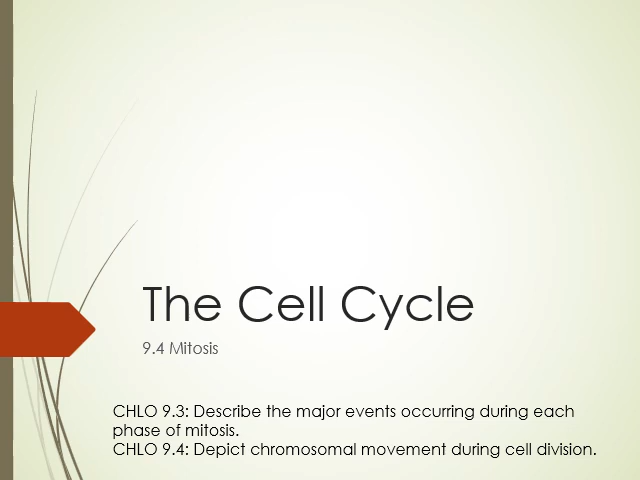 The Cell Cycle
9.4 Mitosis
CHLO 9.3: Describe the major events occurring during each
phase of mitosis.
CHLO 9.4: Depict chromosomal movement during cell division.